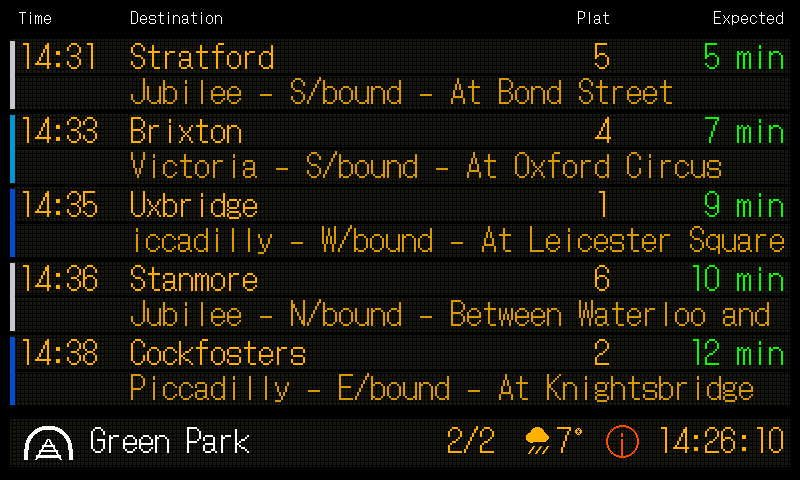 Time Destination Plat Expected
14:31 Stratford 5 5 min
Jubilee - S/bound - At Bond Street
14:33 Brixton 4 7 min
Victoria - S/bound - At Oxford Circus
14:35 Uxbridge 1 9 min
iccadilly - W/bound - At Leicester Square
14:36 Stanmore 6 10 min
Jubilee - N/bound - Between Waterloo and
14:38 Cockfosters 2 12 min
Piccadilly - E/bound - At Knightsbridge
Green Park 2/2 7° i 14:26:10